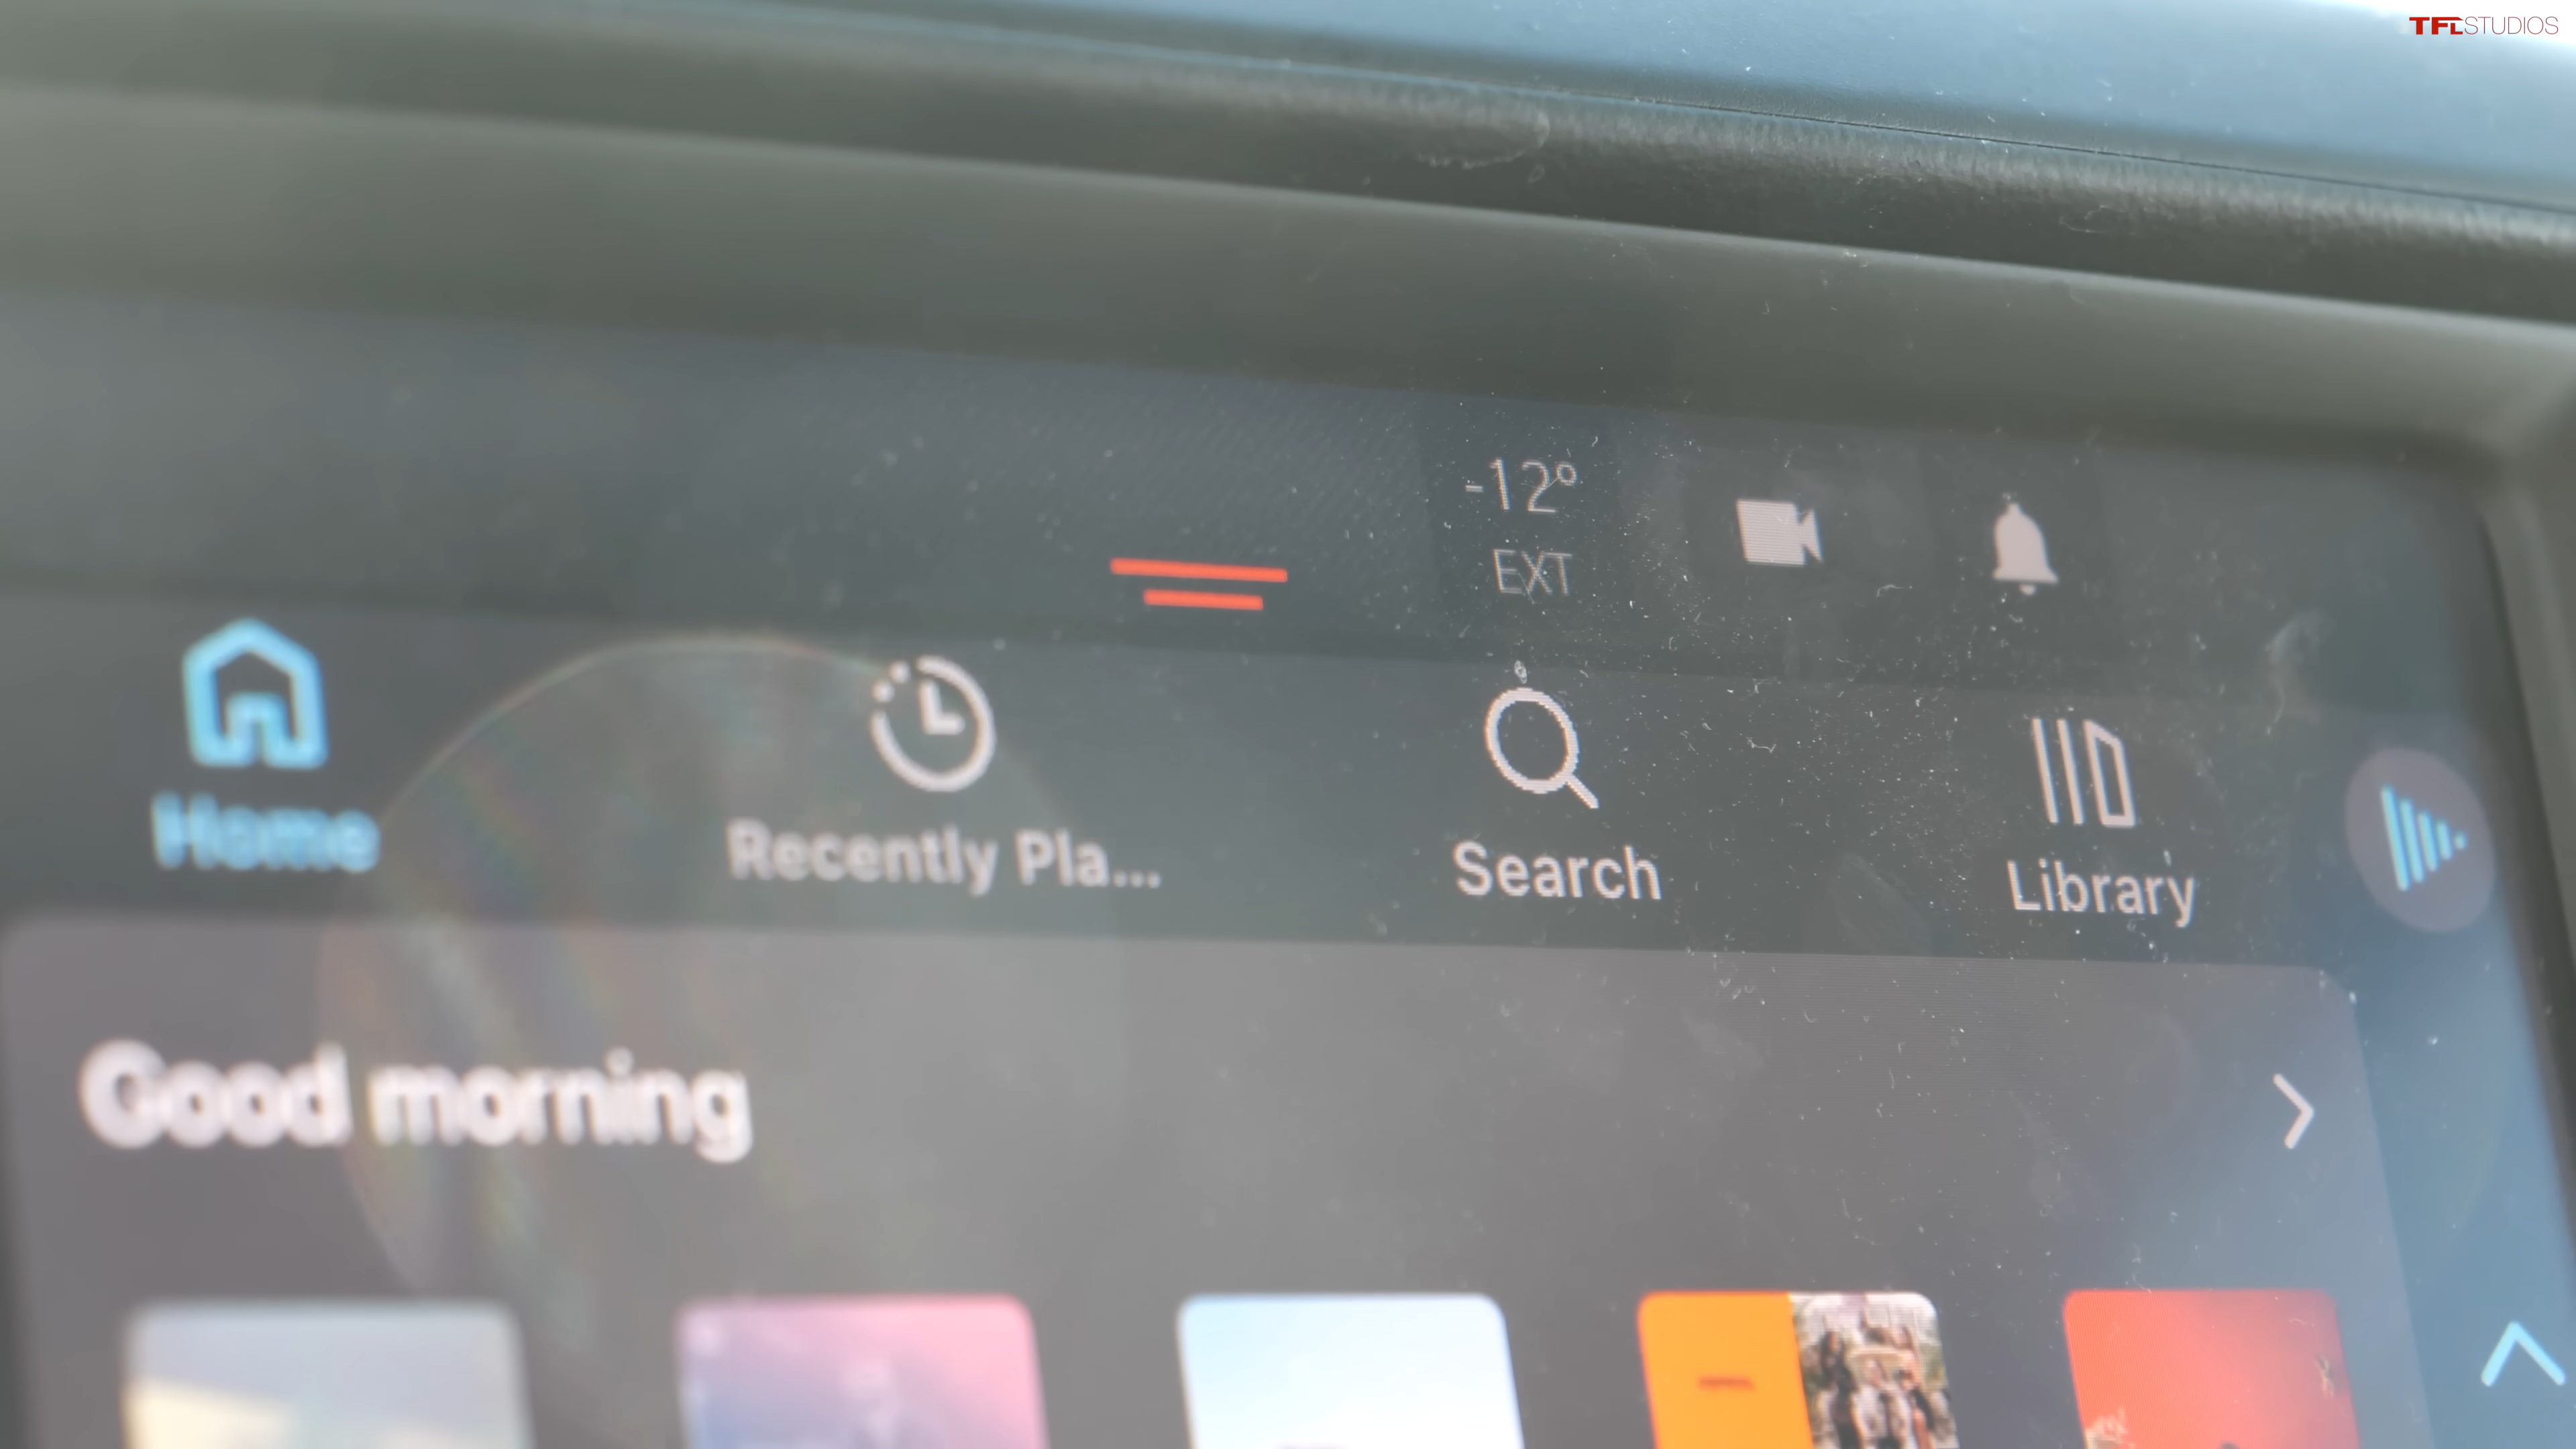 TFLSTUDIOS
-12°
EXT
Home
Recently Pla...
Search
Library
Good morning